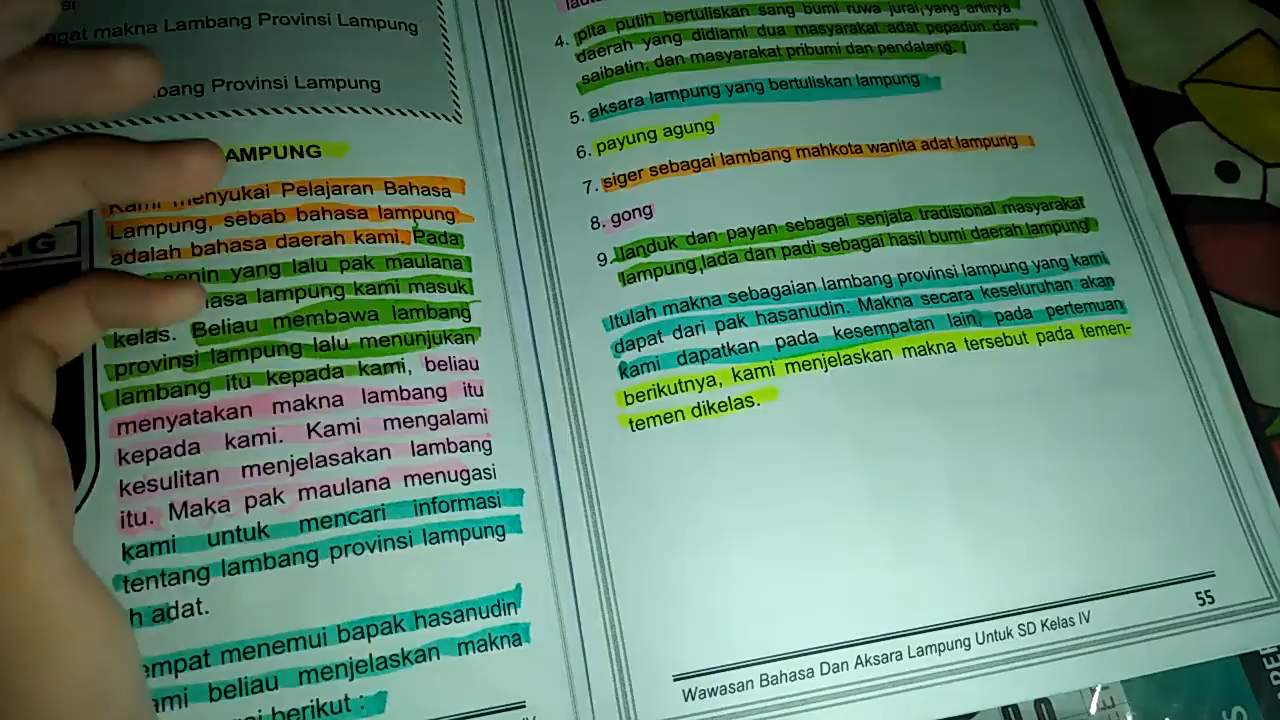 gat makna Lambang Provinsi Lampung
bang Provinsi Lampung
AMPUNG
Kami menyukai Pelajaran Bahasa
Lampung, sebab bahasa lampung
adalah bahasa daerah kami. Pada
yang lalu pak maulana
lampung kami masuk
kelas. Beliau membawa lambang
provinsi lampung lalu menunjukan
lambang itu kepada kami, beliau
menyatakan makna lambang itu
kepada kami. Kami mengalami
kesulitan menjelasakan lambang
itu. Maka pak maulana menugasi
kami untuk mencari informasi
tentang lambang provinsi lampung
h adat.
empat menemui bapak hasanudin
ami beliau menjelaskan makna
berikut :
4. pita putih bertuliskan sang bumi ruwa jurai,yang artinya
daerah yang didiami dua masyarakat adat pepadun dan
saibatin, dan masyarakat pribumi dan pendalang.
5. aksara lampung yang bertuliskan lampung
6. payung agung
7. siger sebagai lambang mahkota wanita adat lampung
8. gong
9. landuk dan payan sebagai senjata tradisional masyarakat
lampung,lada dan padi sebagai hasil bumi daerah lampung
Itulah makna sebagaian lambang provinsi lampung yang kami
dapat dari pak hasanudin. Makna secara keseluruhan akan
kami dapatkan pada kesempatan lain, pada pertemuan
berikutnya, kami menjelaskan makna tersebut pada temen-
temen dikelas.
Wawasan Bahasa Dan Aksara Lampung Untuk SD Kelas IV
55